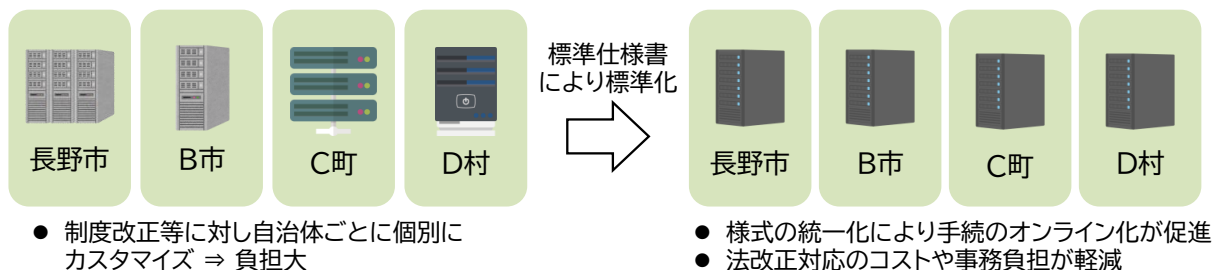 長野市
B市
C町
D村
標準仕様書
により標準化
長野市
B市
C町
D村
● 制度改正等に対し自治体ごとに個別に
カスタマイズ ⇒ 負担大
● 様式の統一化により手続のオンライン化が促進
● 法改正対応のコストや事務負担が軽減